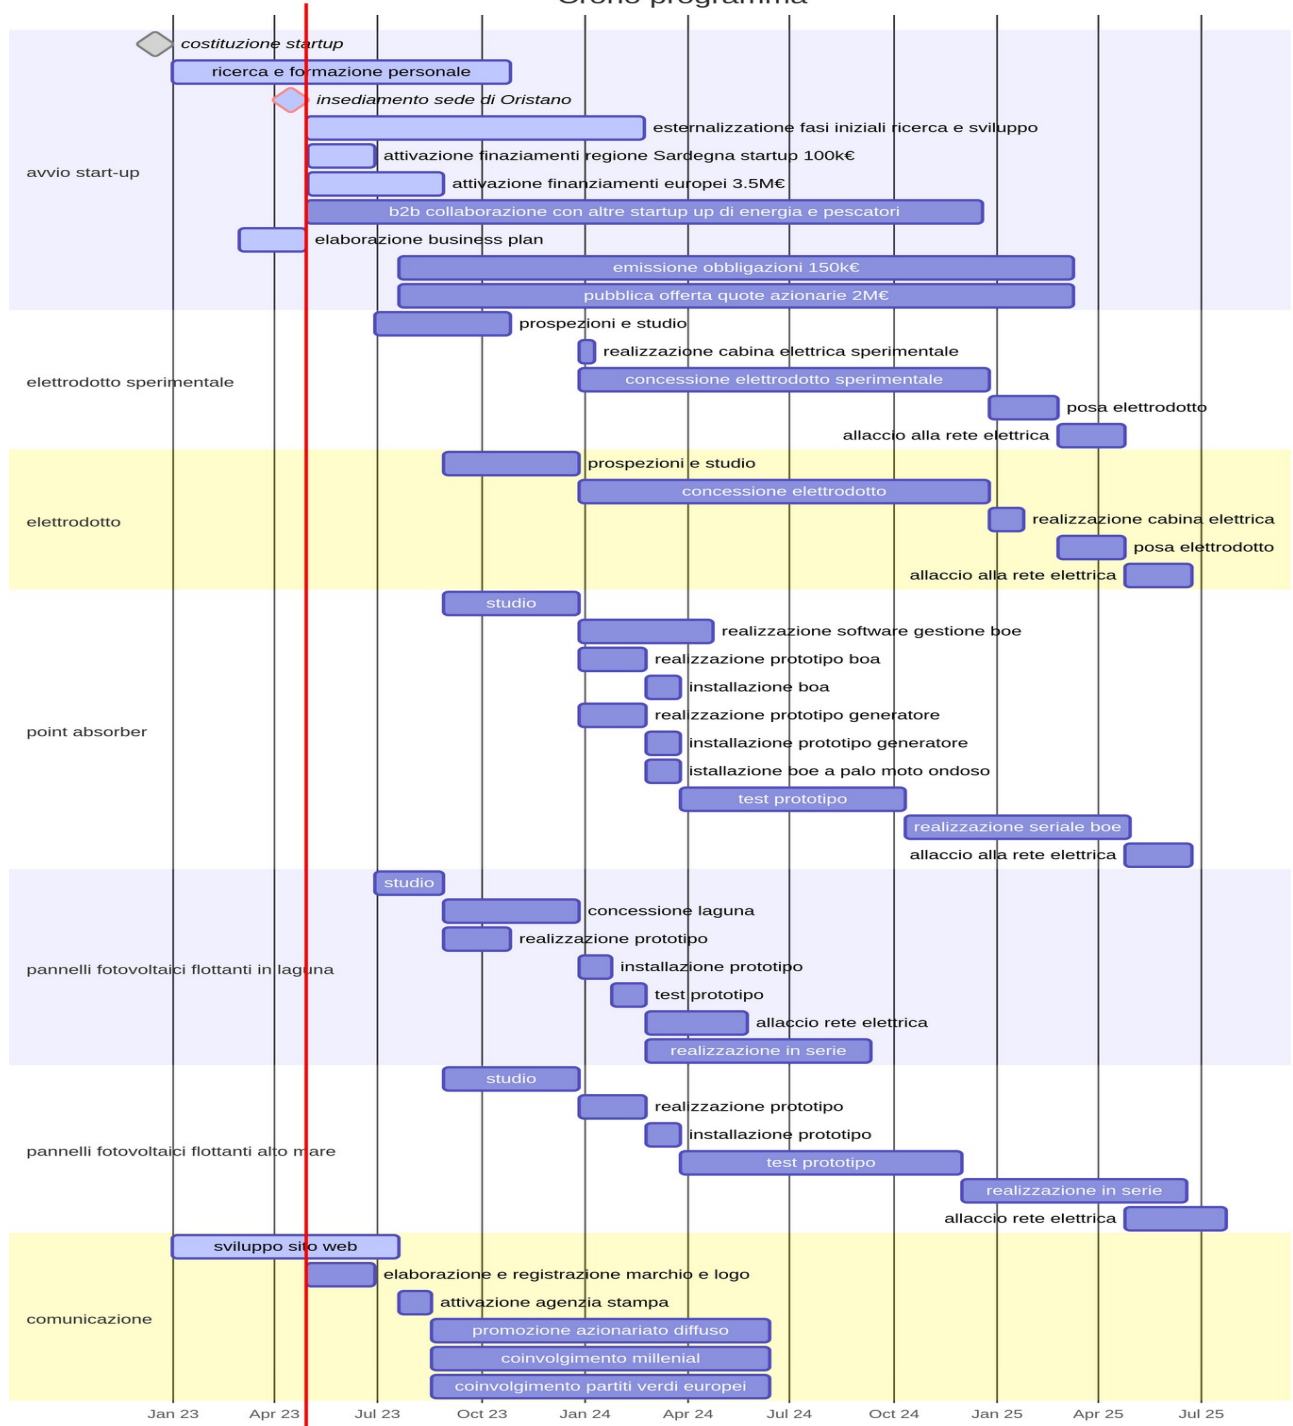 Crono programma
costituzione startup
ricerca e formazione personale
insediamento sede di Oristano
esternalizzatione fasi iniziali ricerca e sviluppo
attivazione finaziamenti regione Sardegna startup 100k€
avvio start-up
attivazione finanziamenti europei 3.5M€
b2b collaborazione con altre startup up di energia e pescatori
elaborazione business plan
emissione obbligazioni 150k€
pubblica offerta quote azionarie 2M€
prospezioni e studio
realizzazione cabina elettrica sperimentale
elettrodotto sperimentale
concessione elettrodotto sperimentale
posa elettrodotto
allaccio alla rete elettrica
prospezioni e studio
concessione elettrodotto
elettrodotto
realizzazione cabina elettrica
posa elettrodotto
allaccio alla rete elettrica
studio
realizzazione software gestione boe
realizzazione prototipo boa
installazione boa
realizzazione prototipo generatore
point absorber
installazione prototipo generatore
istallazione boe a palo moto ondoso
test prototipo
realizzazione seriale boe
allaccio alla rete elettrica
studio
concessione laguna
realizzazione prototipo
pannelli fotovoltaici flottanti in laguna
installazione prototipo
test prototipo
allaccio rete elettrica
realizzazione in serie
studio
realizzazione prototipo
installazione prototipo
pannelli fotovoltaici flottanti alto mare
test prototipo
realizzazione in serie
allaccio rete elettrica
sviluppo sito web
elaborazione e registrazione marchio e logo
attivazione agenzia stampa
comunicazione
promozione azionariato diffuso
coinvolgimento millenial
coinvolgimento partiti verdi europei
Jan 23 Apr 23 Jul 23 Oct 23 Jan 24 Apr 24 Jul 24 Oct 24 Jan 25 Apr 25 Jul 25